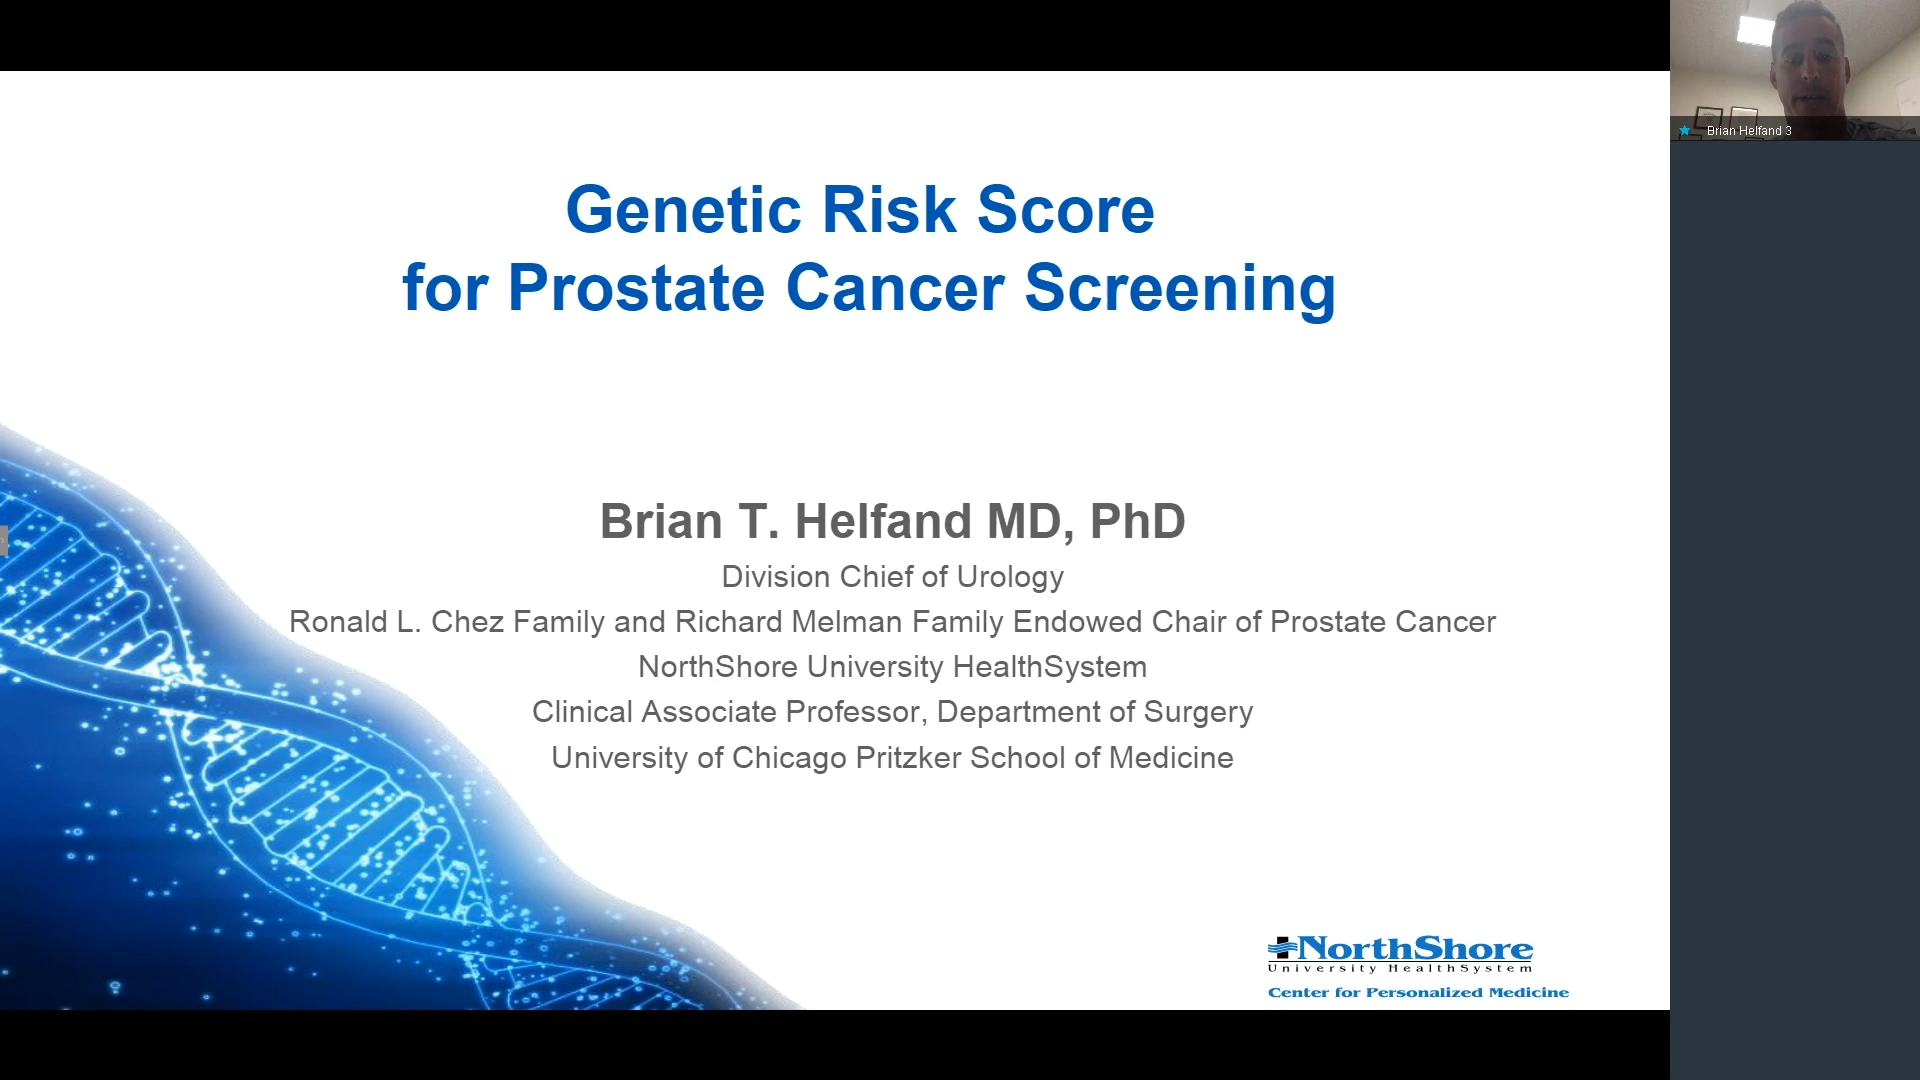 Genetic Risk Score
for Prostate Cancer Screening
Brian T. Helfand MD, PhD
Division Chief of Urology
Ronald L. Chez Family and Richard Melman Family Endowed Chair of Prostate Cancer
NorthShore University HealthSystem
Clinical Associate Professor, Department of Surgery
University of Chicago Pritzker School of Medicine
NorthShore
University HealthSystem
Center for Personalized Medicine
Brian Helfand 3